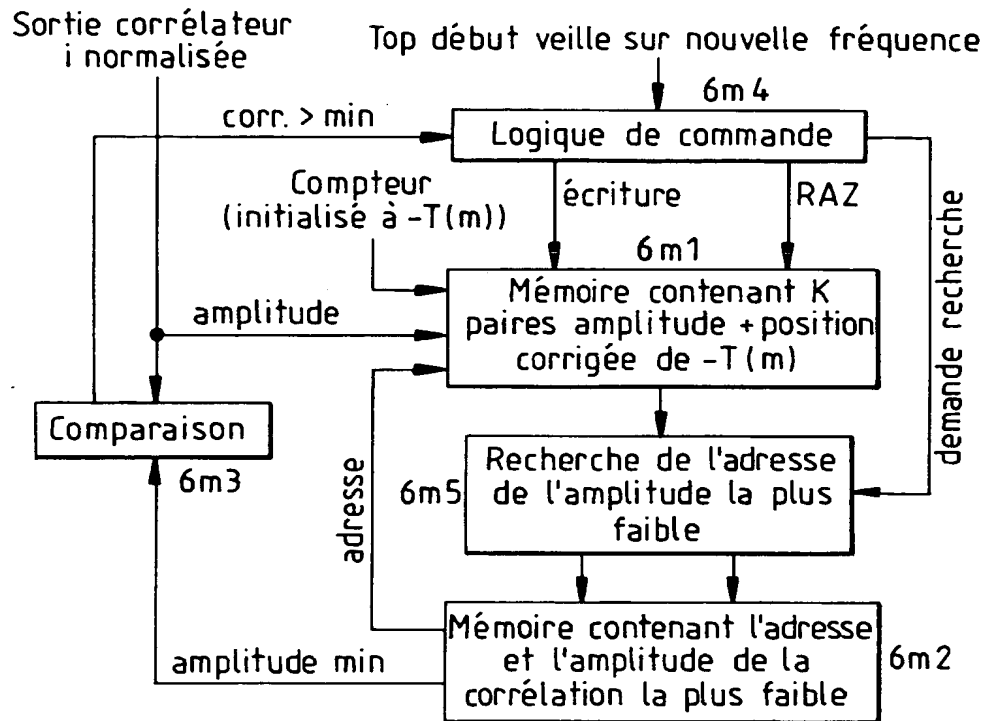 Sortie corrélateur
i normalisée
Top début veille sur nouvelle fréquence
6m4
corr. > min
Logique de commande
Compteur
(initialisé à -T(m))
écriture
RAZ
demande recherche
6m1
amplitude
Mémoire contenant K
paires amplitude + position
corrigée de -T(m)
Comparaison
6m3
adresse
6m5
Recherche de l'adresse
de l'amplitude la plus
faible
amplitude min
Mémoire contenant l'adresse
et l'amplitude de la
corrélation la plus faible
6m2